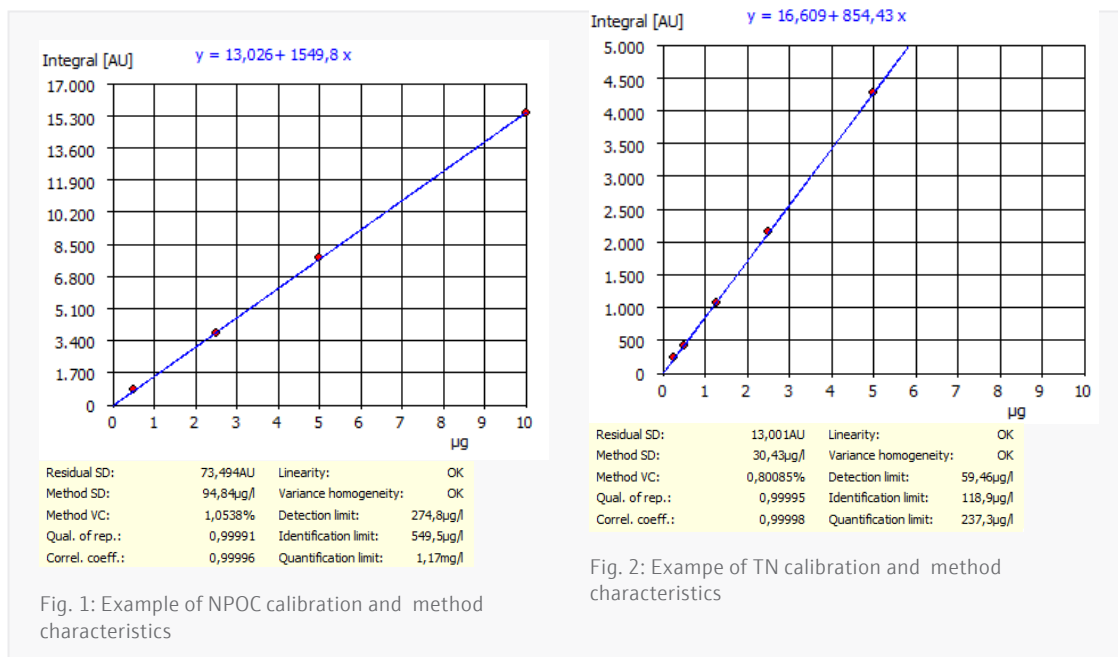 Integral [AU]
y = 13,026+ 1549,8 x
17.000
15.300
13.600
11.900
10.200
8.500
6.800
5.100
3.400
1.700
0
0 1 2 3 4 5 6 7 8 9 10
µg
Residual SD: 73,494AU Linearity: OK
Method SD: 94,84µg/l Variance homogeneity: OK
Method VC: 1,0538% Detection limit: 274,8µg/l
Qual. of rep.: 0,99991 Identification limit: 549,5µg/l
Correl. coeff.: 0,99996 Quantification limit: 1,17mg/l
Fig. 1: Example of NPOC calibration and method
characteristics
Integral [AU]
y = 16,609+ 854,43 x
5.000
4.500
4.000
3.500
3.000
2.500
2.000
1.500
1.000
500
0
0 1 2 3 4 5 6 7 8 9 10
µg
Residual SD: 13,001AU Linearity: OK
Method SD: 30,43µg/l Variance homogeneity: OK
Method VC: 0,80085% Detection limit: 59,46µg/l
Qual. of rep.: 0,99995 Identification limit: 118,9µg/l
Correl. coeff.: 0,99998 Quantification limit: 237,3µg/l
Fig. 2: Exampe of TN calibration and method
characteristics